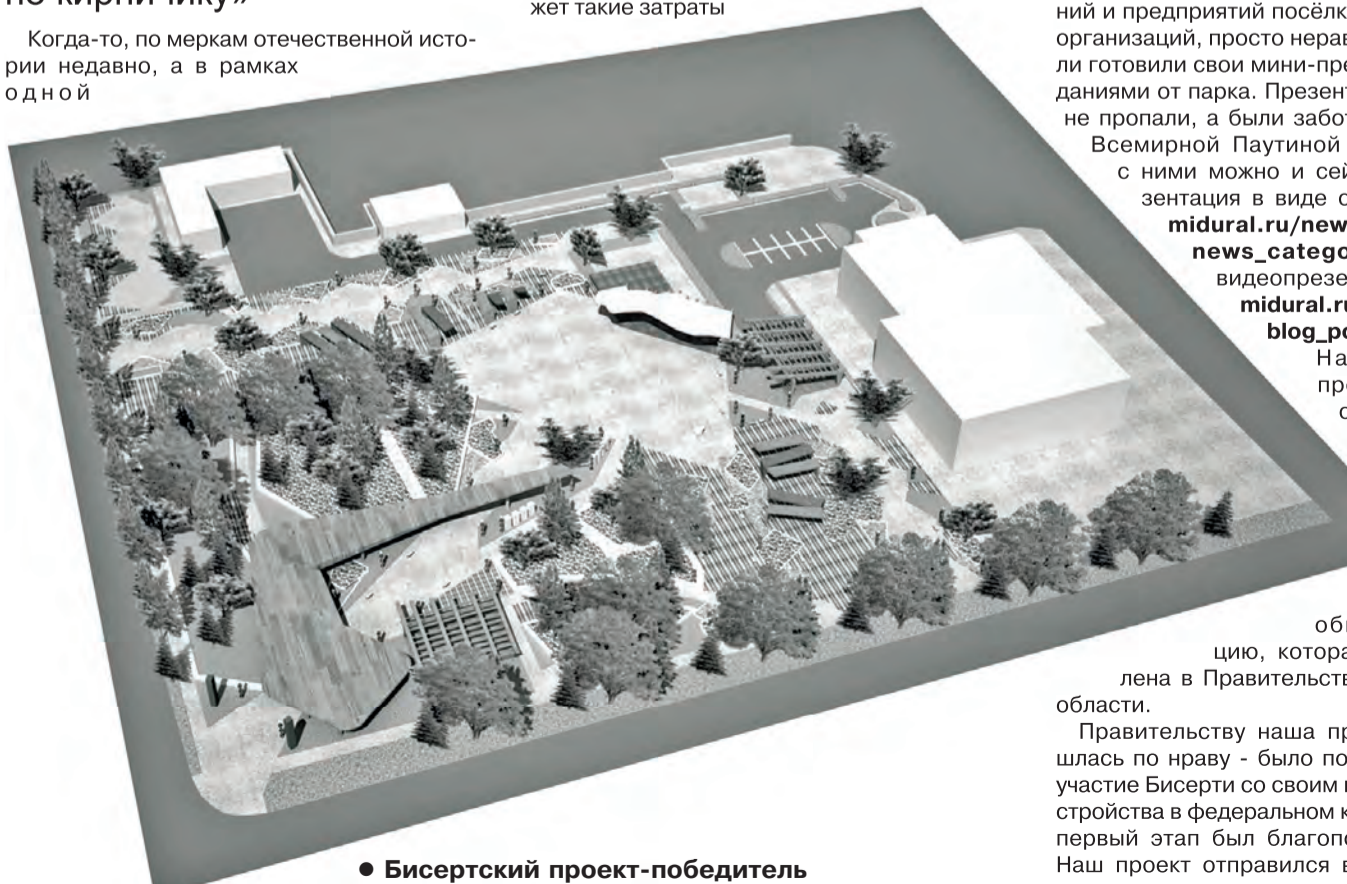 по кирпичику»
Когда-то, по меркам отечественной исто-
рии недавно, а в рамках
одной
жет такие затраты
● Бисертский проект-победитель
ний и предприятий посёлк
организаций, просто нерав
ли готовили свои мини-пре
даниями от парка. Презент
не пропали, а были забот
Всемирной Паутиной
с ними можно и сей
зентация в виде с
midural.ru/new
news_catego
видеопрезе
midural.ru
blog_po
На
пр
с
об
цию, котора
лена в Правительств
области.
Правительству наша пр
шлась по нраву - было по
участие Бисерти со своим
стройства в федеральном к
первый этап был благопо
Наш проект отправился в